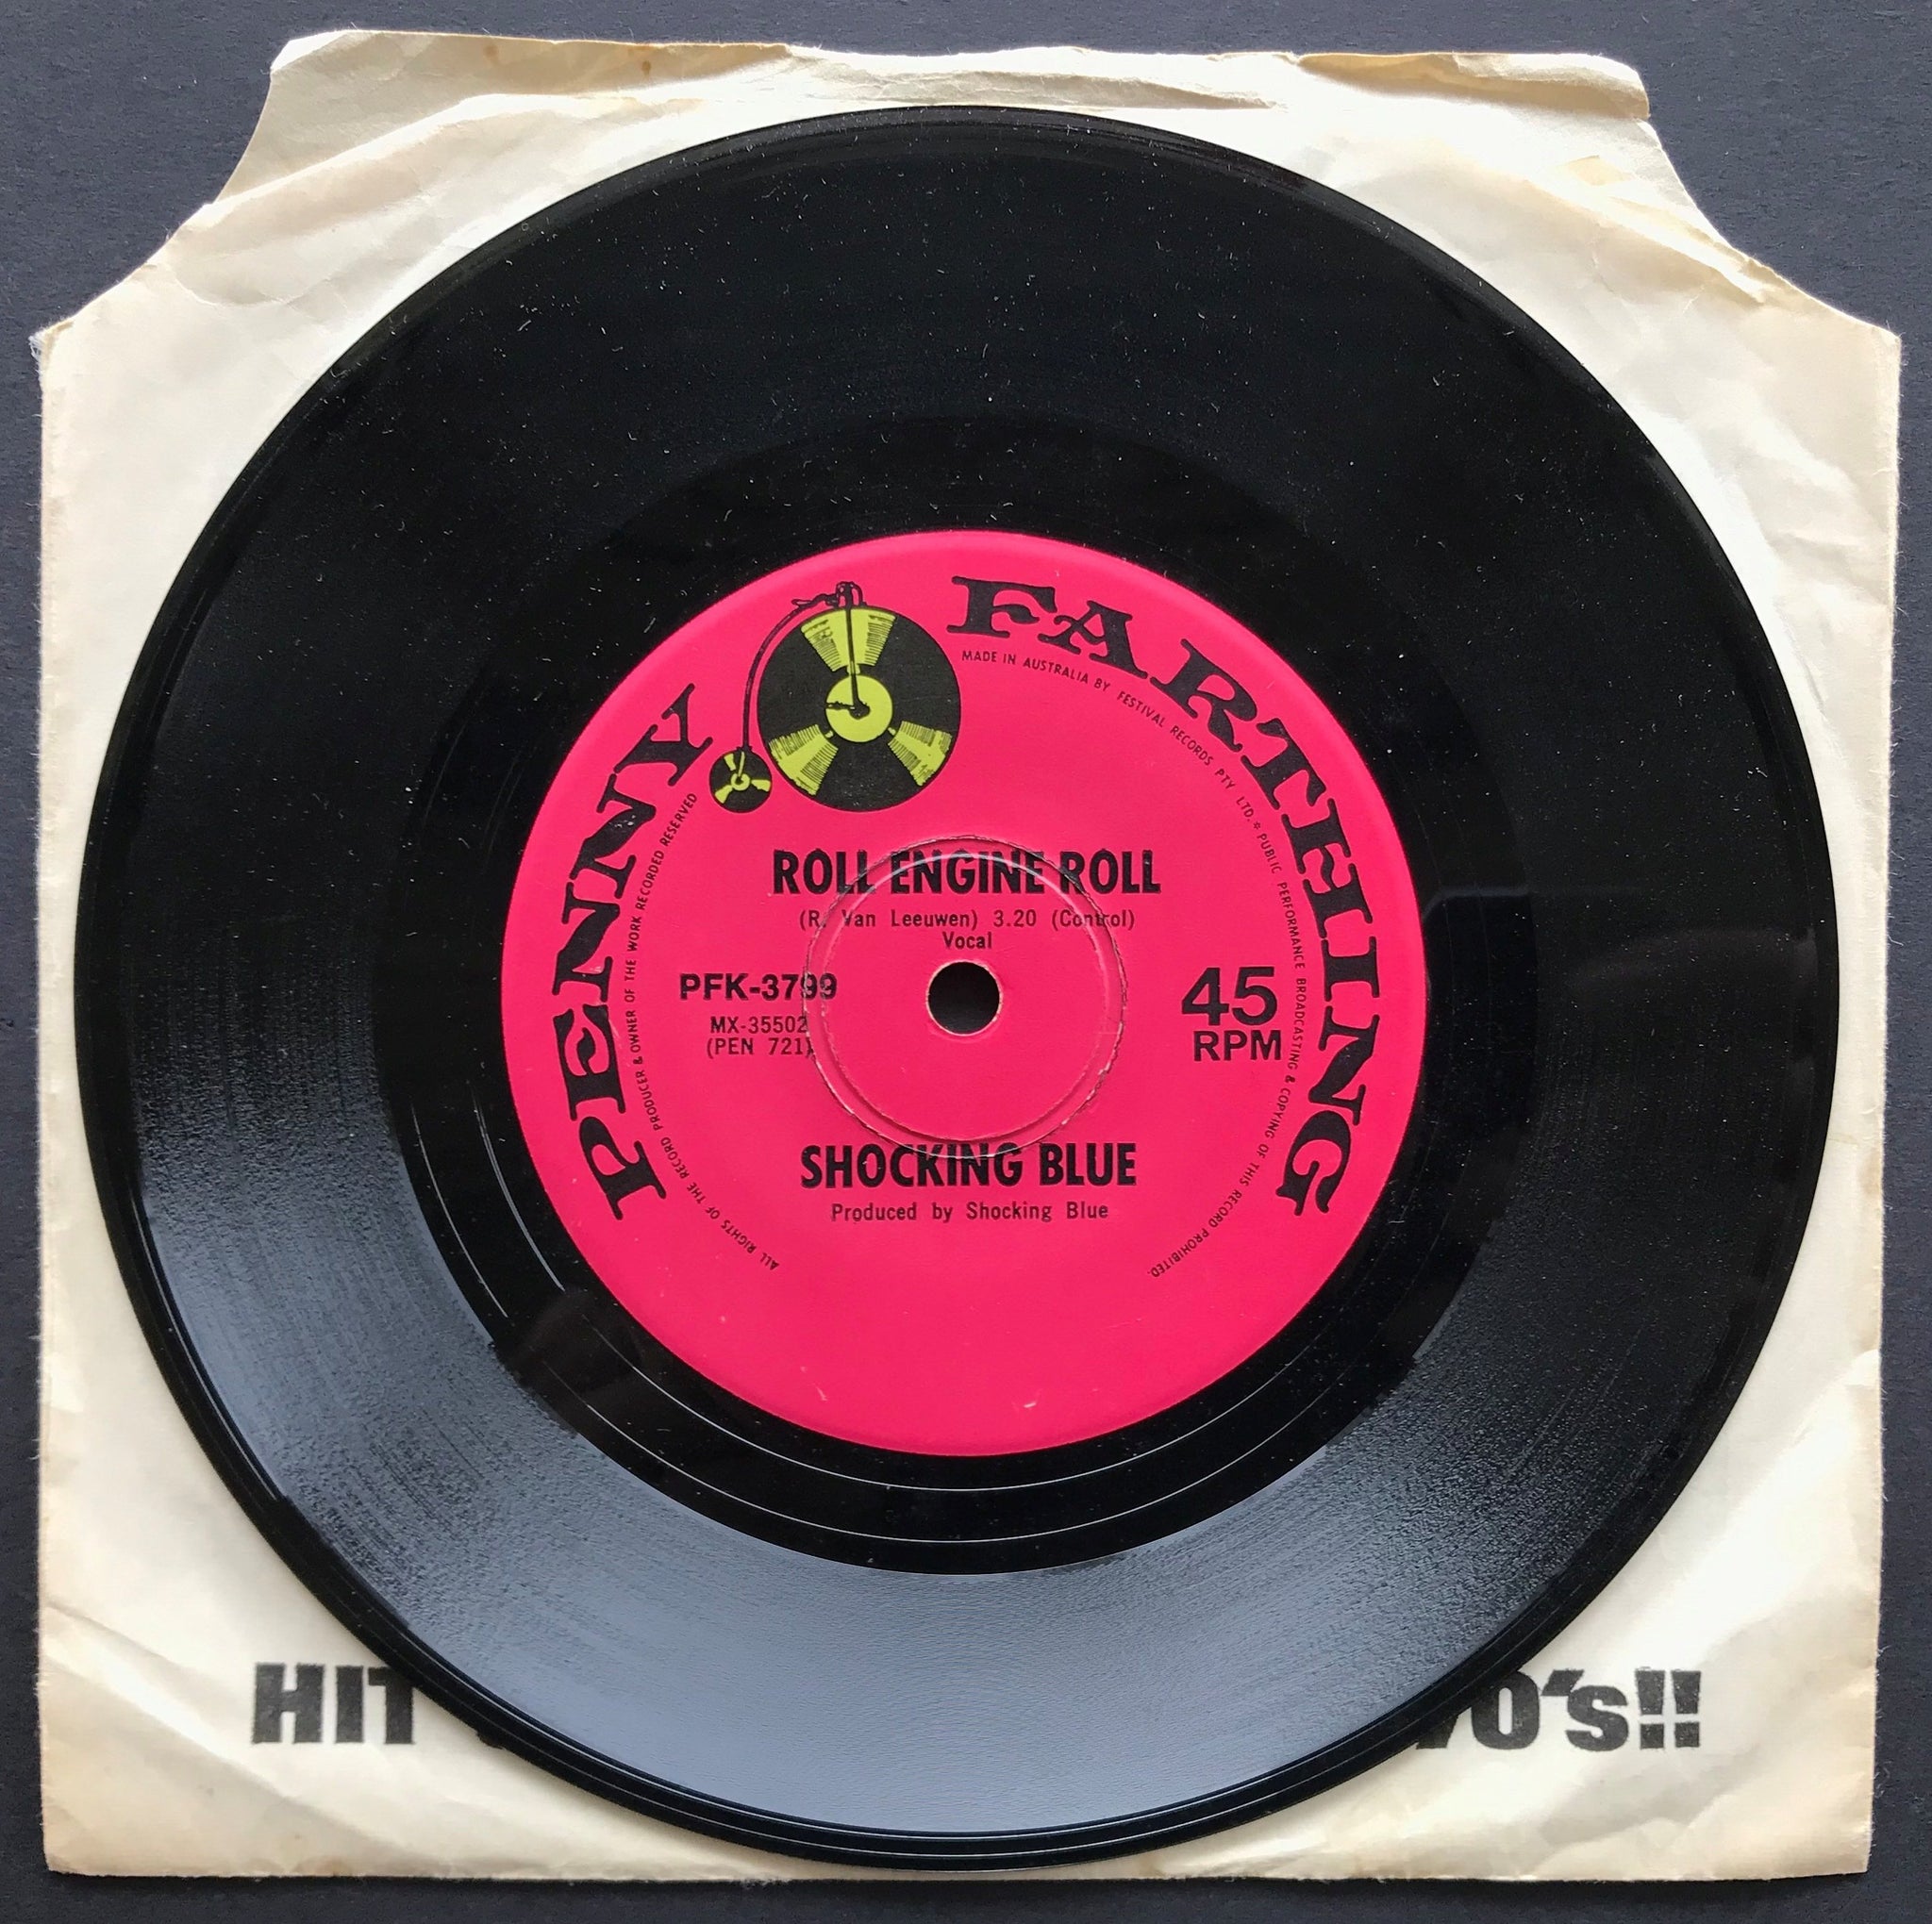 PENNY FARTHING
MADE IN AUSTRALIA BY FESTIVAL RECORDS PTY. LTD. © PUBLIC PERFORMANCE BROADCASTING & COPYING OF THIS RECORD PROHIBITED.
ALL RIGHTS OF THE RECORD PRODUCER & OWNER OF THE WORK RECORDED RESERVED
ROLL ENGINE ROLL
(R. Van Leeuwen) 3.20 (Control)
Vocal
PFK-3799
MX-35502
(PEN 721)
45
RPM
SHOCKING BLUE
Produced by Shocking Blue
HIT